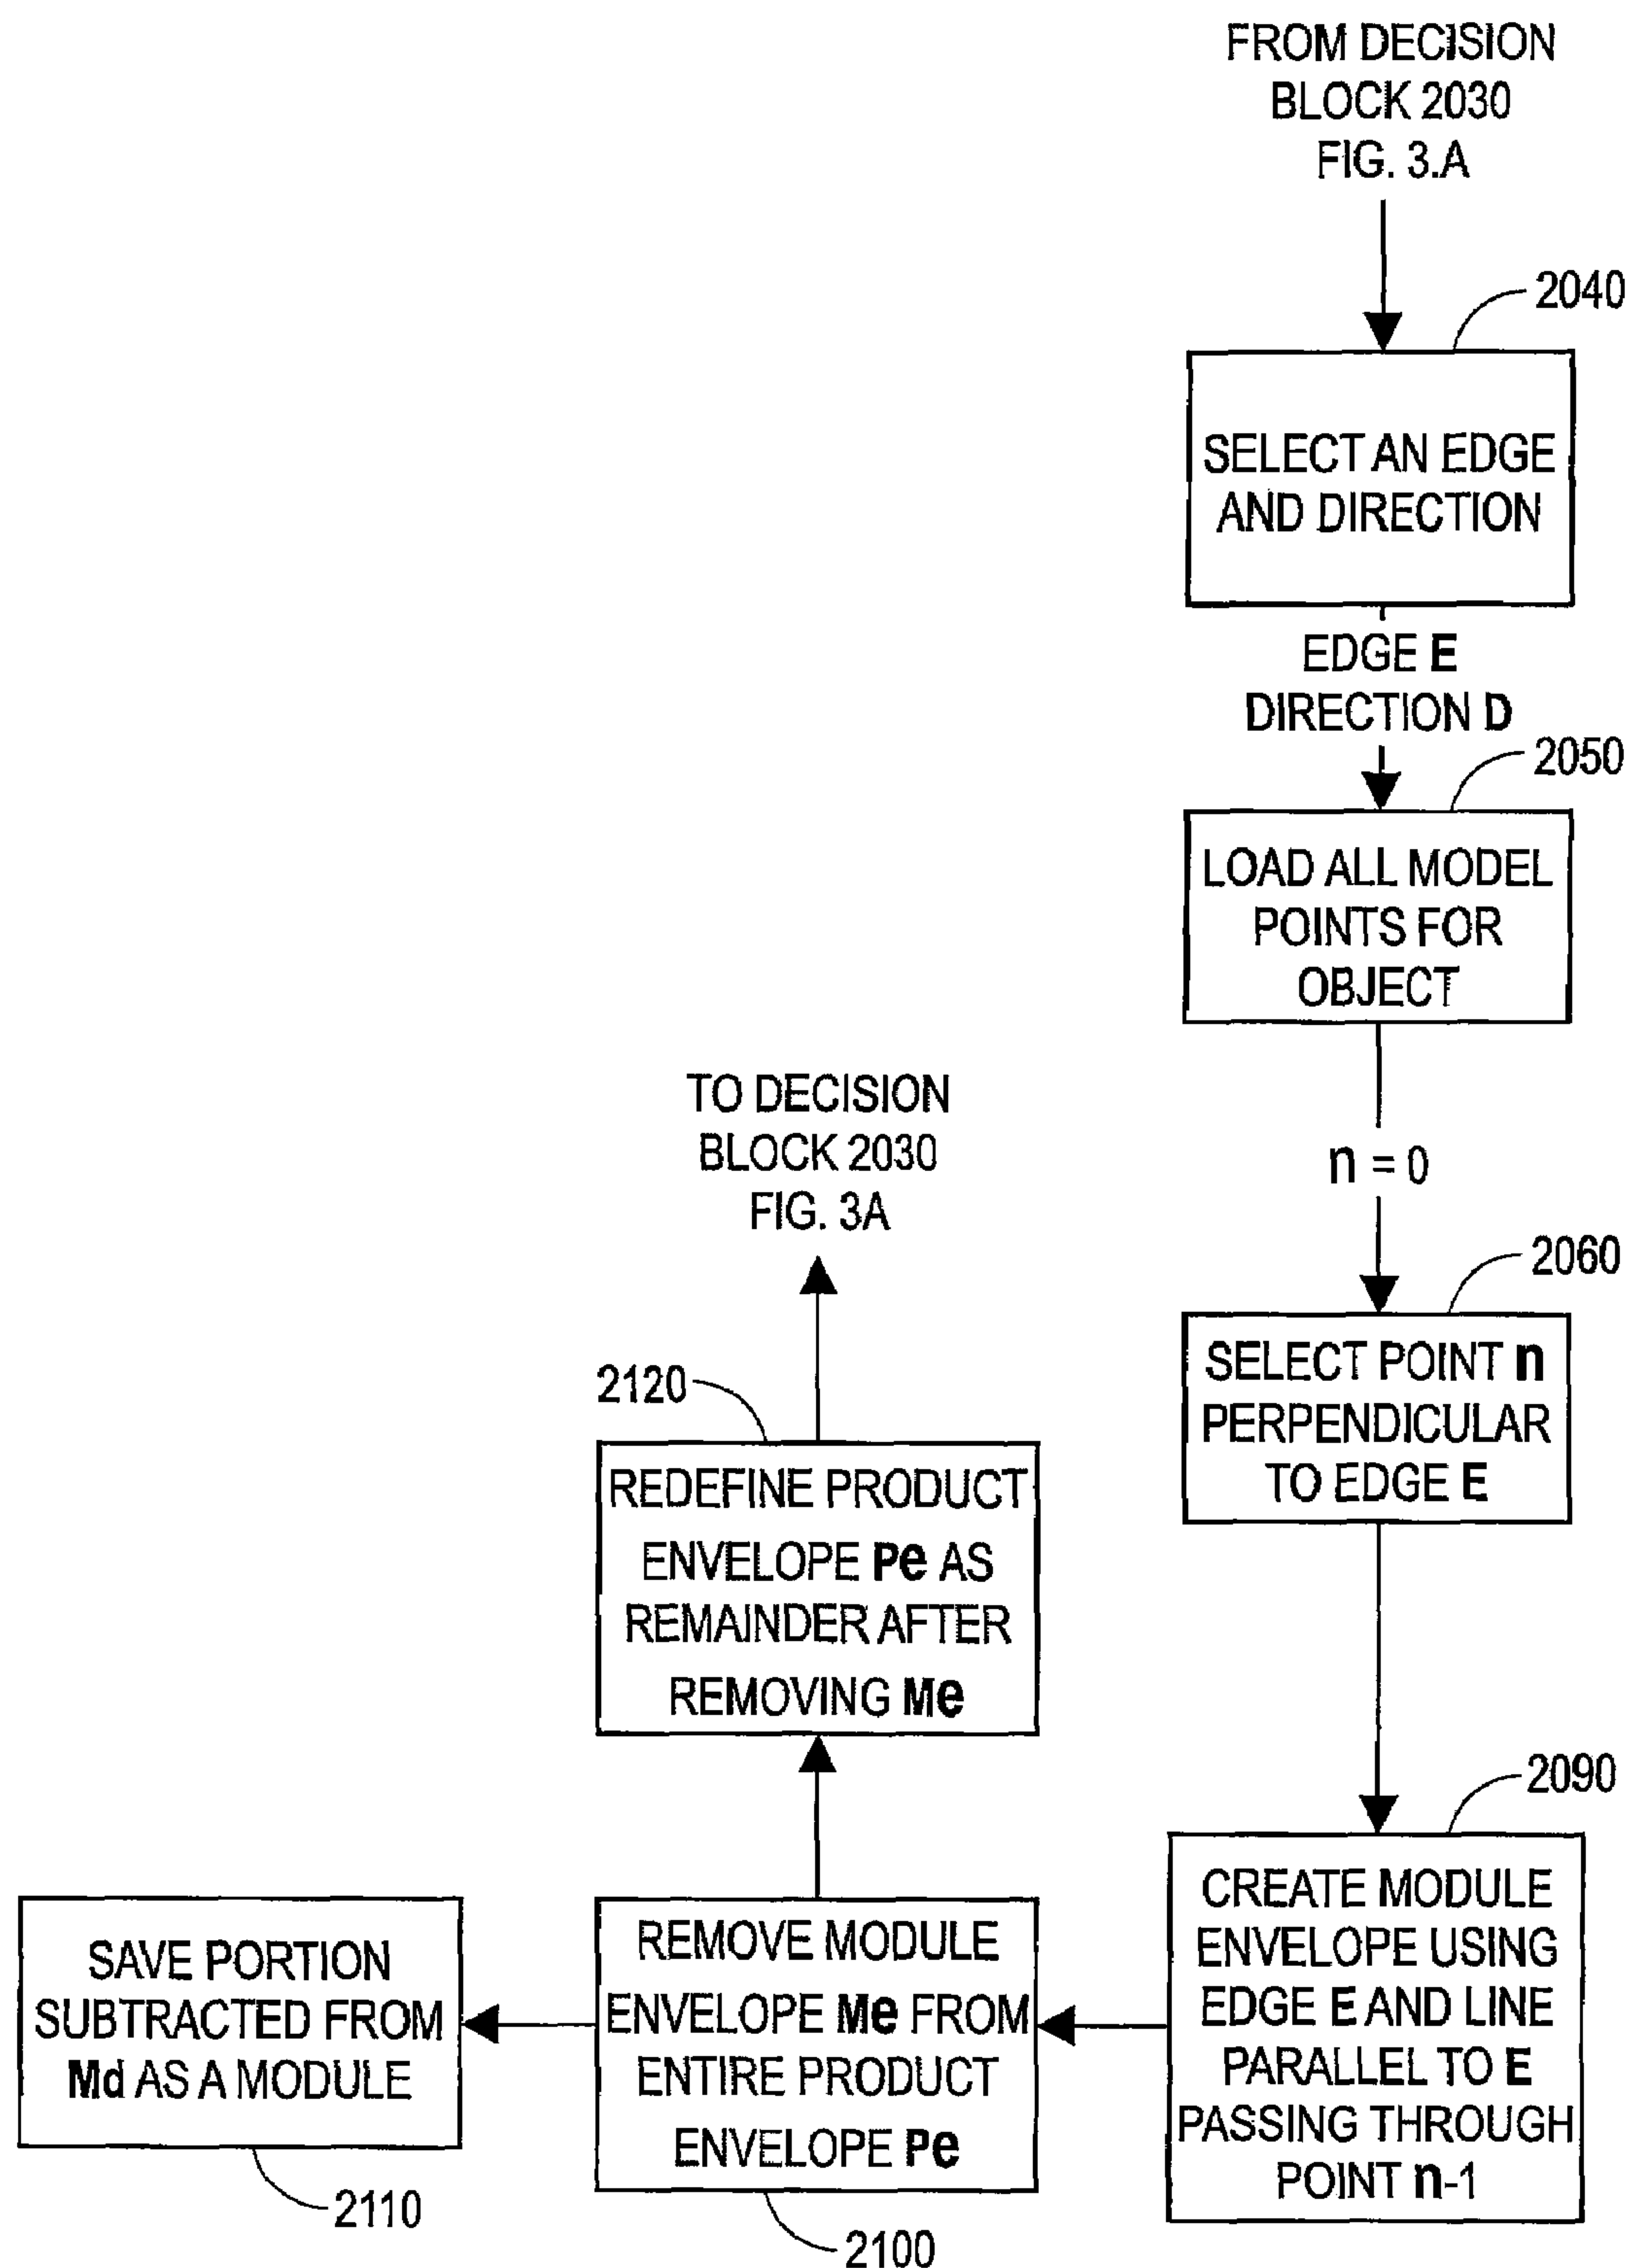 FROM DECISION
BLOCK 2030
FIG. 3.A
2040
SELECT AN EDGE
AND DIRECTION
EDGE E
DIRECTION D
2050
LOAD ALL MODEL
POINTS FOR
OBJECT
n = 0
2060
SELECT POINT n
PERPENDICULAR
TO EDGE E
2090
CREATE MODULE
ENVELOPE USING
EDGE E AND LINE
PARALLEL TO E
PASSING THROUGH
POINT n-1
REMOVE MODULE
ENVELOPE Me FROM
ENTIRE PRODUCT
ENVELOPE Pe
2100
SAVE PORTION
SUBTRACTED FROM
Md AS A MODULE
2110
2120
REDEFINE PRODUCT
ENVELOPE Pe AS
REMAINDER AFTER
REMOVING Me
TO DECISION
BLOCK 2030
FIG. 3A